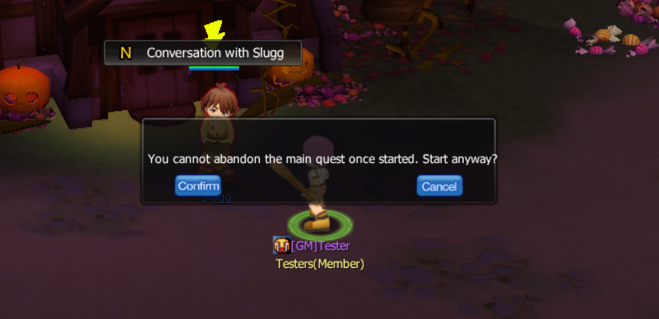 N Conversation with Slugg
You cannot abandon the main quest once started. Start anyway?
Confirm Cancel
Slugg
[GM]Tester
Testers(Member)